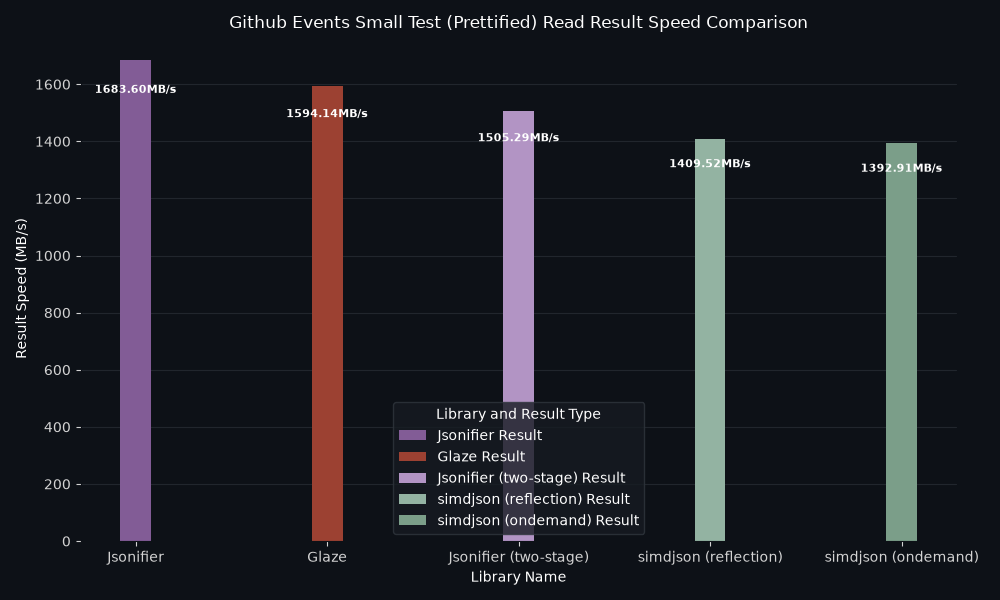 Github Events Small Test (Prettified) Read Result Speed Comparison
Result Speed (MB/s)
1600
1400
1200
1000
800
600
400
200
0
1683.60MB/s
1594.14MB/s
1505.29MB/s
1409.52MB/s
1392.91MB/s
Library and Result Type
Jsonifier Result
Glaze Result
Jsonifier (two-stage) Result
simdjson (reflection) Result
simdjson (ondemand) Result
Jsonifier
Glaze
Jsonifier (two-stage)
simdjson (reflection)
simdjson (ondemand)
Library Name